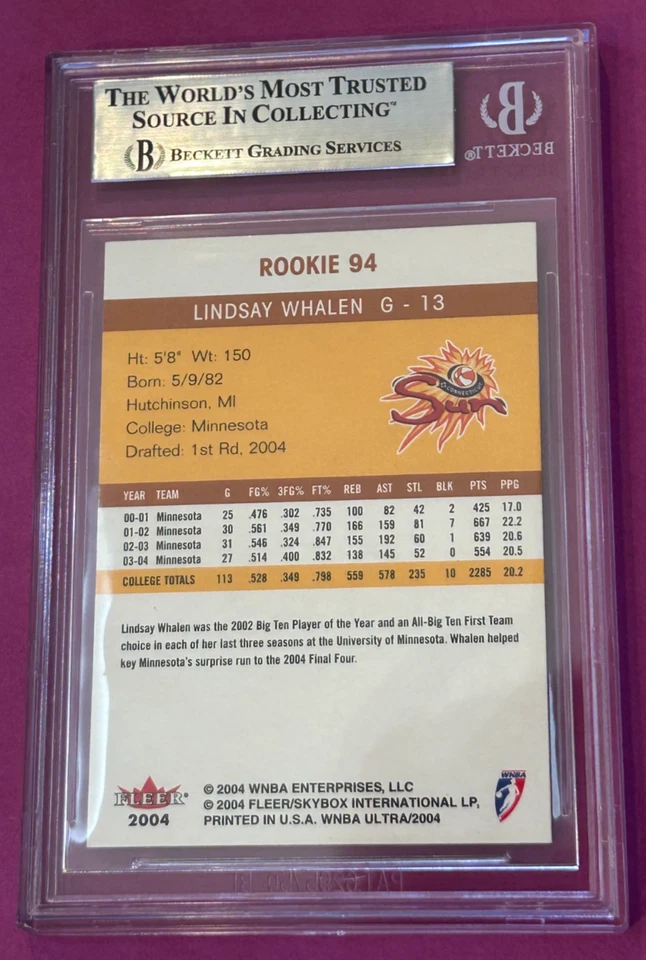 THE WORLD'S MOST TRUSTED
SOURCE IN COLLECTING™
B BECKETT GRADING SERVICES
B
BECKETT®
ROOKIE 94
LINDSAY WHALEN G - 13
Ht: 5'8" Wt: 150
Born: 5/9/82
Hutchinson, MI
College: Minnesota
Drafted: 1st Rd, 2004
CONNECTICUT
Sun
YEAR TEAM G FG% 3FG% FT% REB AST STL BLK PTS PPG
00-01 Minnesota 25 .476 .302 .735 100 82 42 2 425 17.0
01-02 Minnesota 30 .561 .349 .770 166 159 81 7 667 22.2
02-03 Minnesota 31 .546 .324 .847 155 192 60 1 639 20.6
03-04 Minnesota 27 .514 .400 .832 138 145 52 0 554 20.5
COLLEGE TOTALS 113 .528 .349 .798 559 578 235 10 2285 20.2
Lindsay Whalen was the 2002 Big Ten Player of the Year and an All-Big Ten First Team
choice in each of her last three seasons at the University of Minnesota. Whalen helped
key Minnesota's surprise run to the 2004 Final Four.
FLEER®
2004
© 2004 WNBA ENTERPRISES, LLC
© 2004 FLEER/SKYBOX INTERNATIONAL LP,
PRINTED IN U.S.A. WNBA ULTRA/2004
WNBA